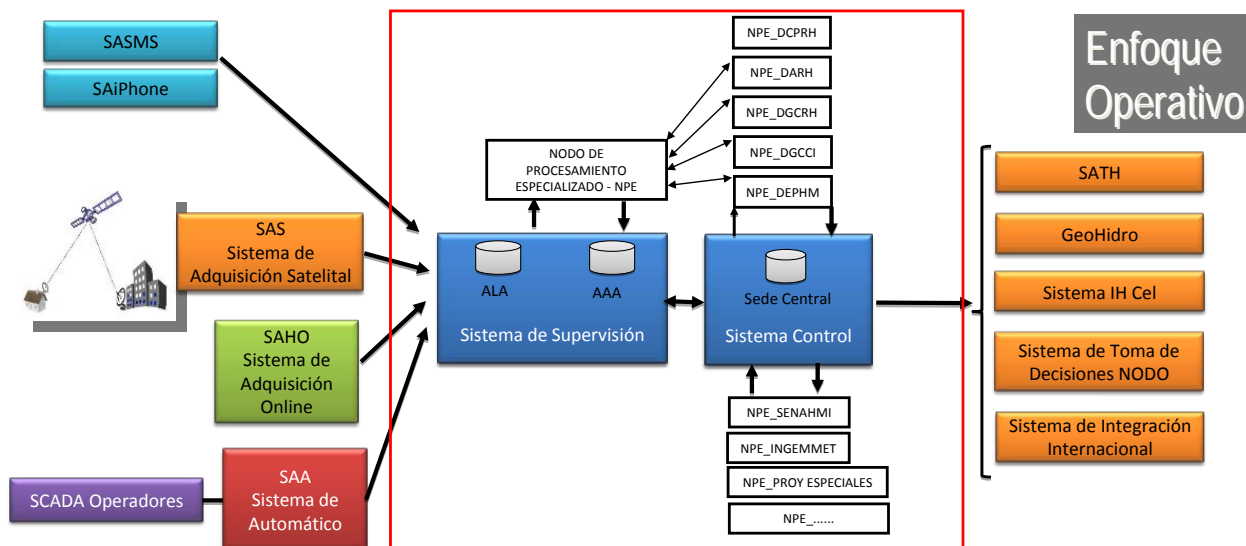 Enfoque
Operativo
SASMS
SAiPhone
SAS
Sistema de
Adquisición Satelital
SAHO
Sistema de
Adquisición
Online
SCADA Operadores
SAA
Sistema de
Automático
NODO DE
PROCESAMIENTO
ESPECIALIZADO - NPE
NPE_DCPRH
NPE_DARH
NPE_DGCRH
NPE_DGCCI
NPE_DEPHM
ALA
AAA
Sistema de Supervisión
Sede Central
Sistema Control
NPE_SENAHMI
NPE_INGEMMET
NPE_PROY ESPECIALES
NPE_......
SATH
GeoHidro
Sistema IH Cel
Sistema de Toma de
Decisiones NODO
Sistema de Integración
Internacional